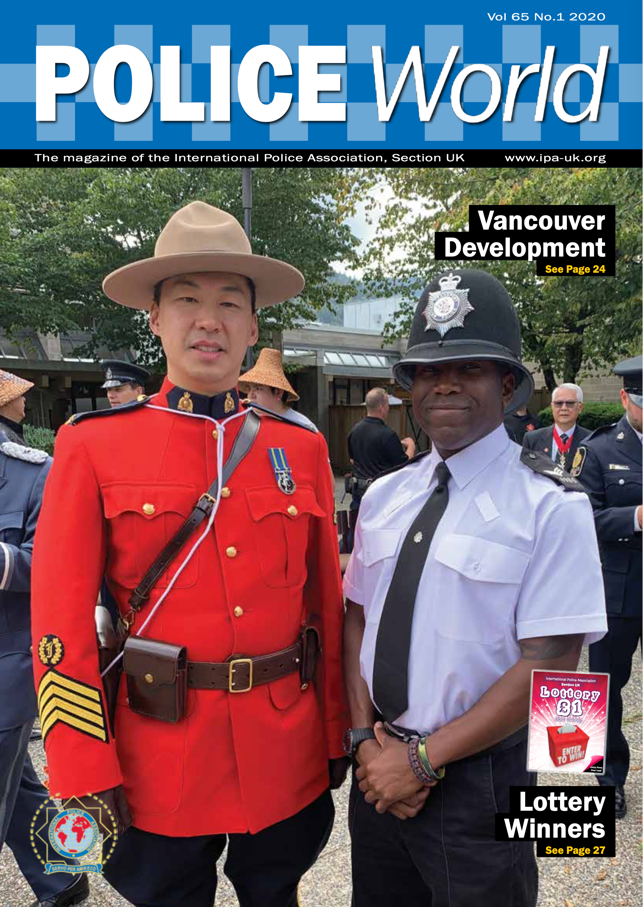 Vol 65 No.1 2020
POLICE World
The magazine of the International Police Association, Section UK www.ipa-uk.org
Vancouver
Development
See Page 24
International Police Association
Section UK
Lottery
£1
ENTER
TO WIN!
Lottery
Winners
See Page 27
SERVO PER AMIKECO